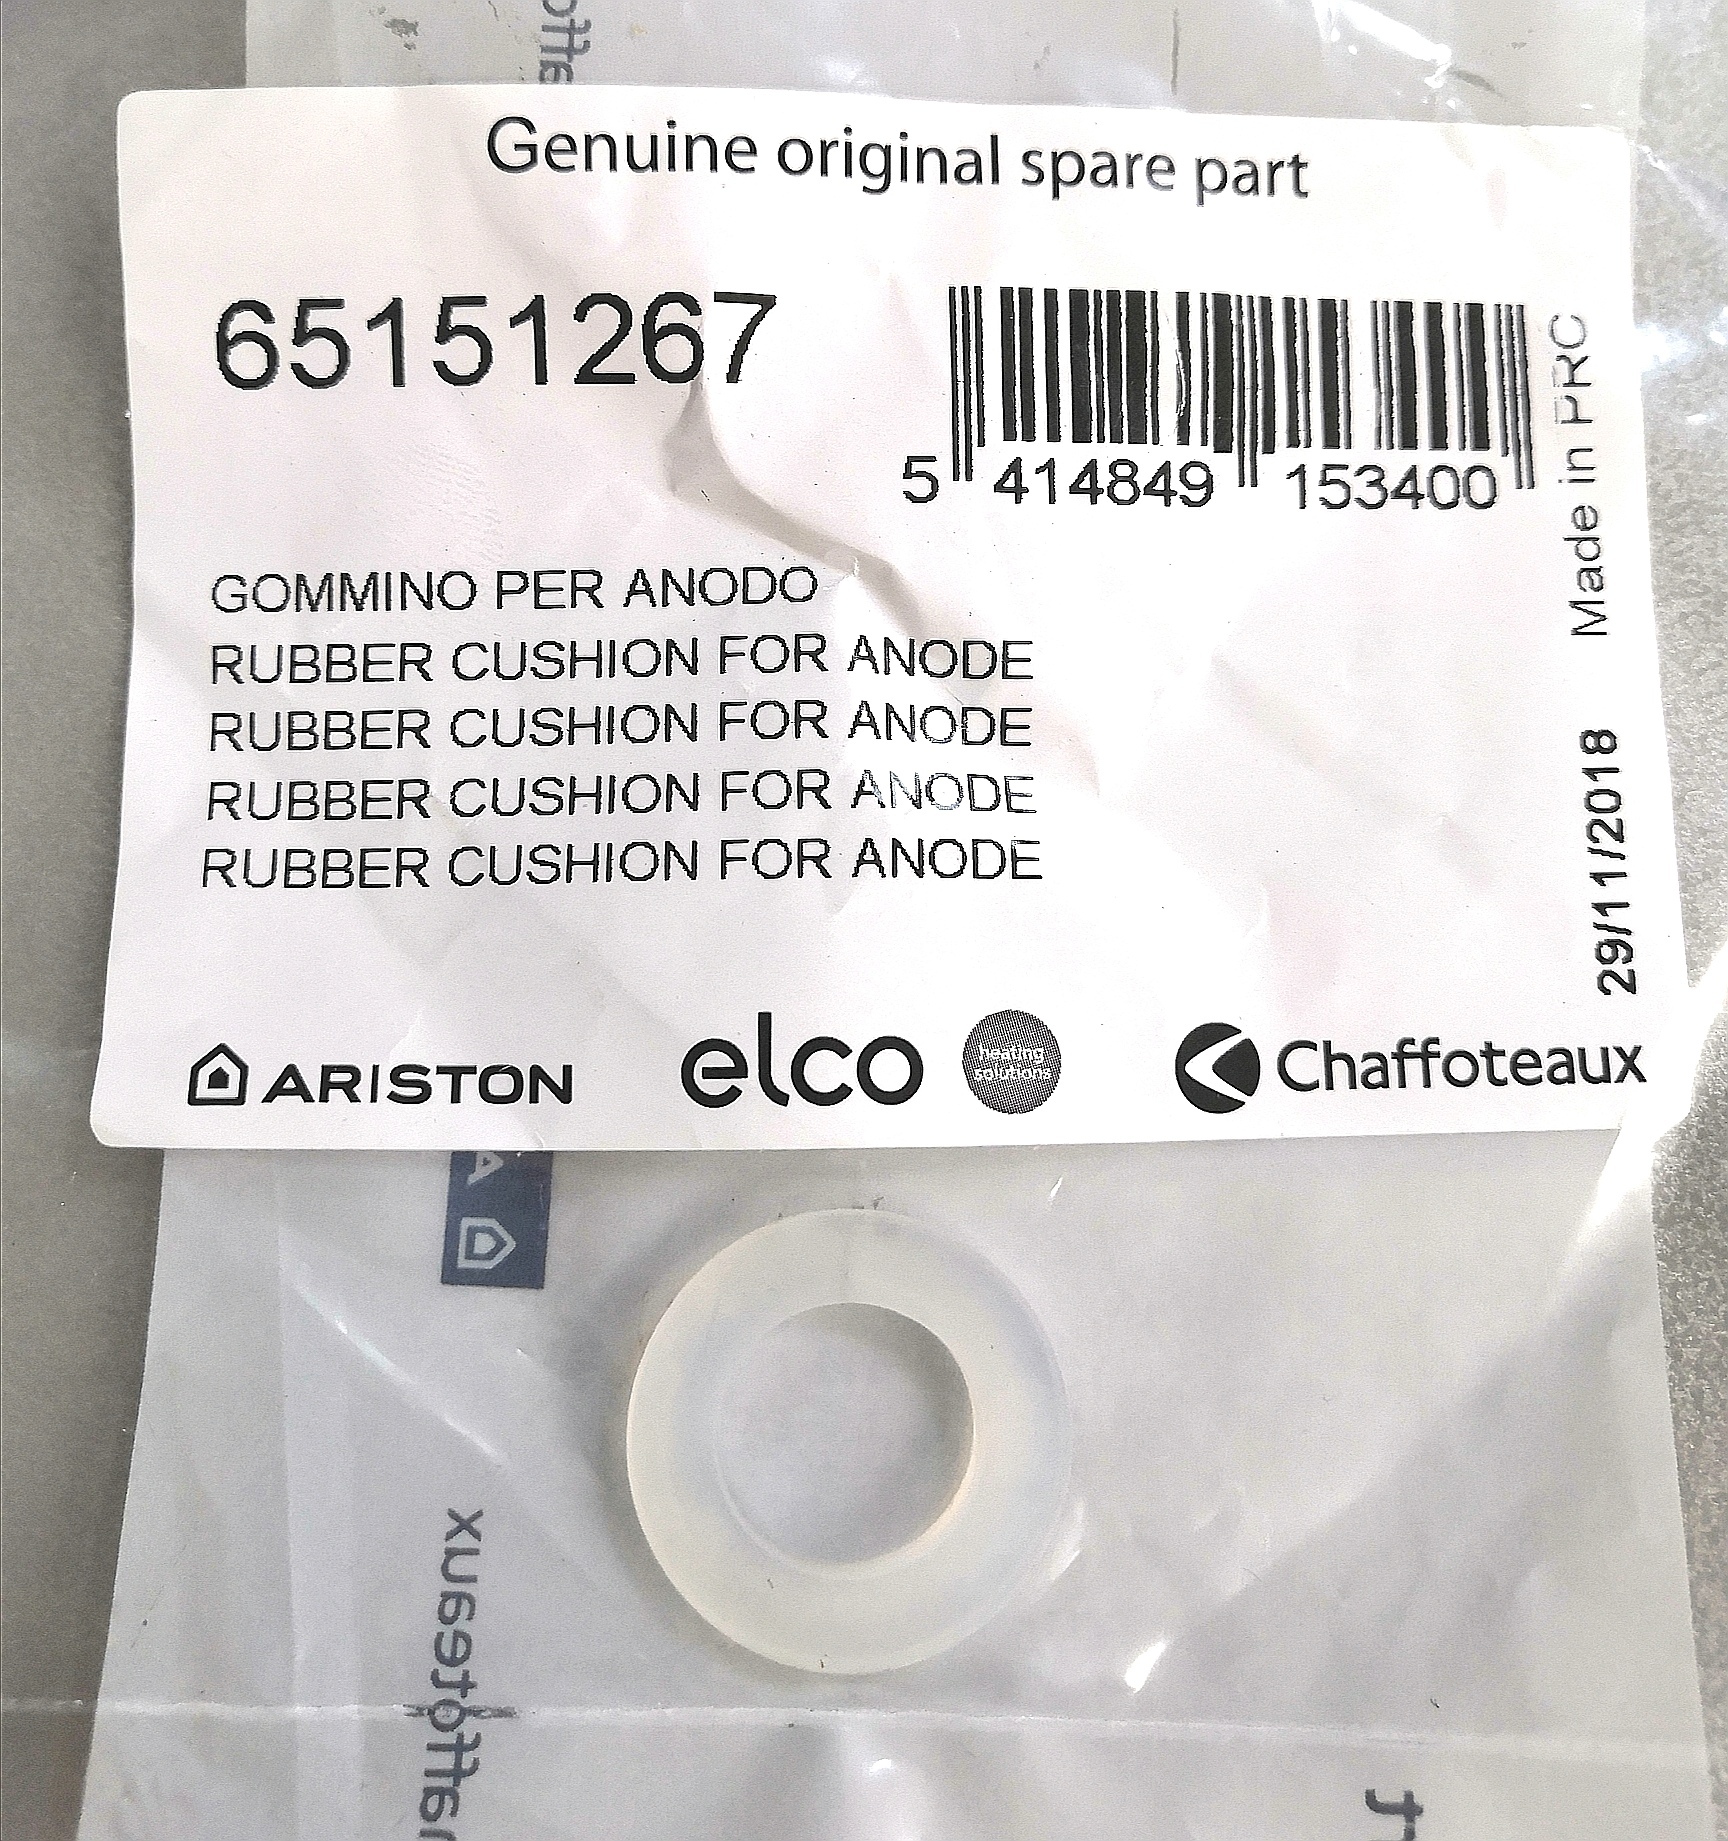 Genuine original spare part
65151267
5 414849 153400
Made in PRC
29/11/2018
GOMMINO PER ANODO
RUBBER CUSHION FOR ANODE
RUBBER CUSHION FOR ANODE
RUBBER CUSHION FOR ANODE
RUBBER CUSHION FOR ANODE
ARISTON
elco
heating
solutions
Chaffoteaux